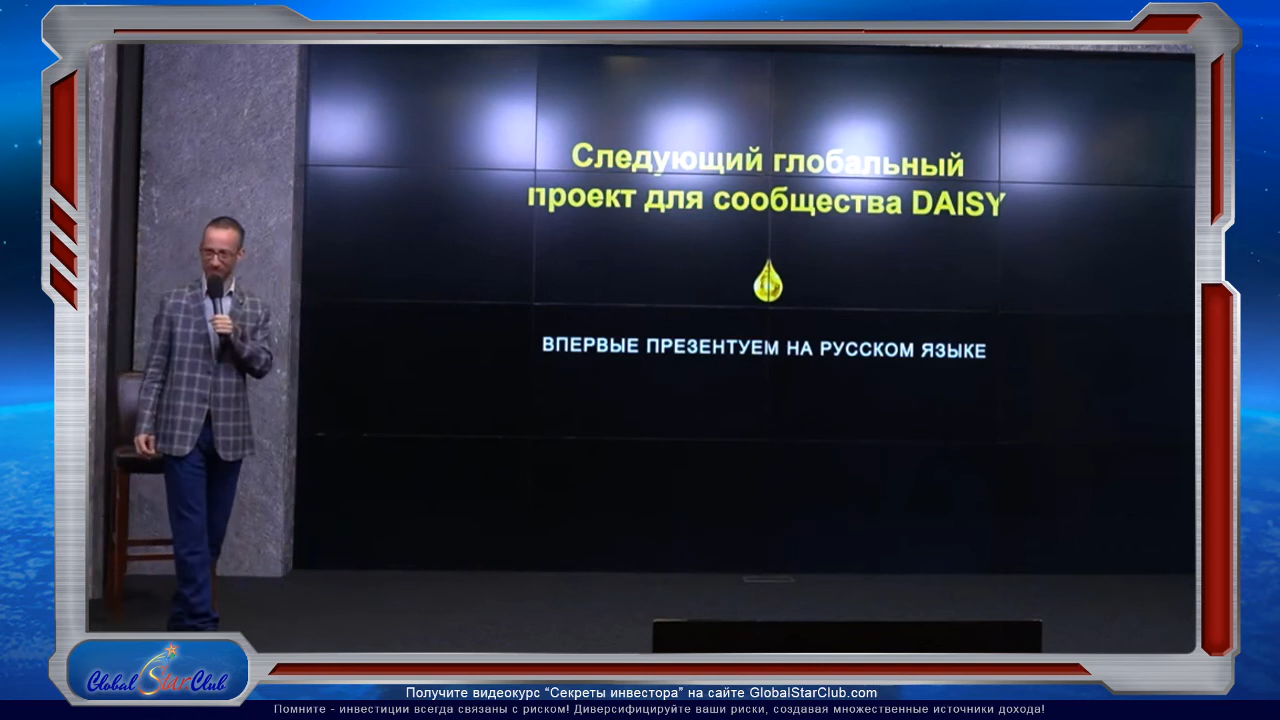 Следующий глобальный
проект для сообщества DAISY
ВПЕРВЫЕ ПРЕЗЕНТУЕМ НА РУССКОМ ЯЗЫКЕ
Global Star Club
Получите видеокурс “Секреты инвестора” на сайте GlobalStarClub.com
Помните - инвестиции всегда связаны с риском! Диверсифицируйте ваши риски, создавая множественные источники дохода!